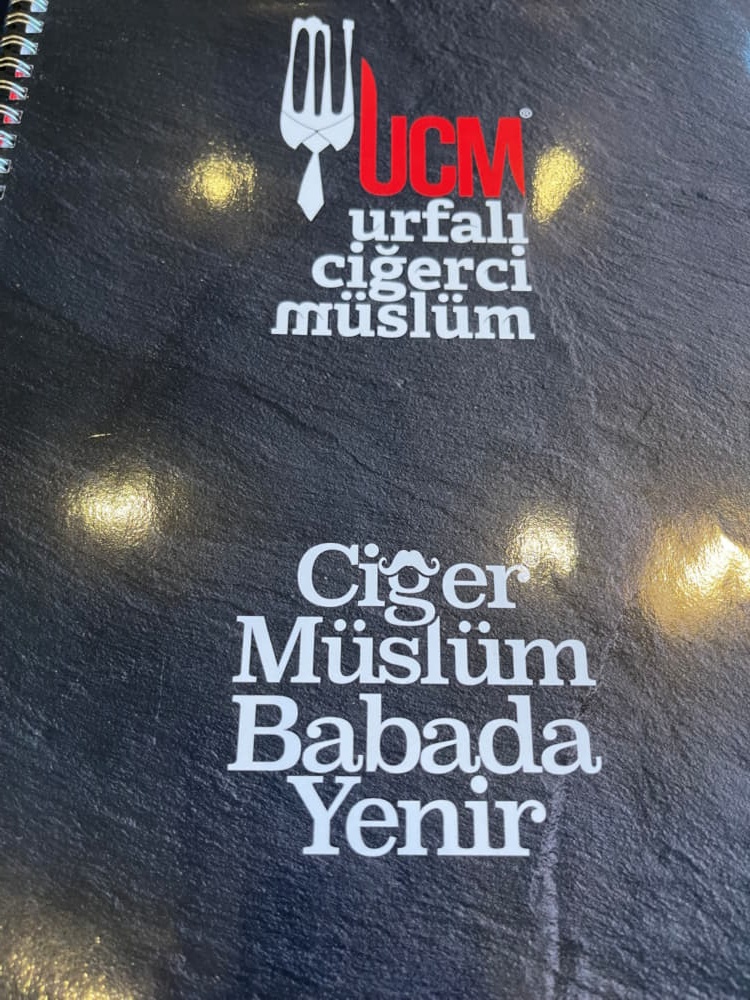 UCM®
urfalı
ciğerci
müslüm
Ciğer
Müslüm
Babada
Yenir